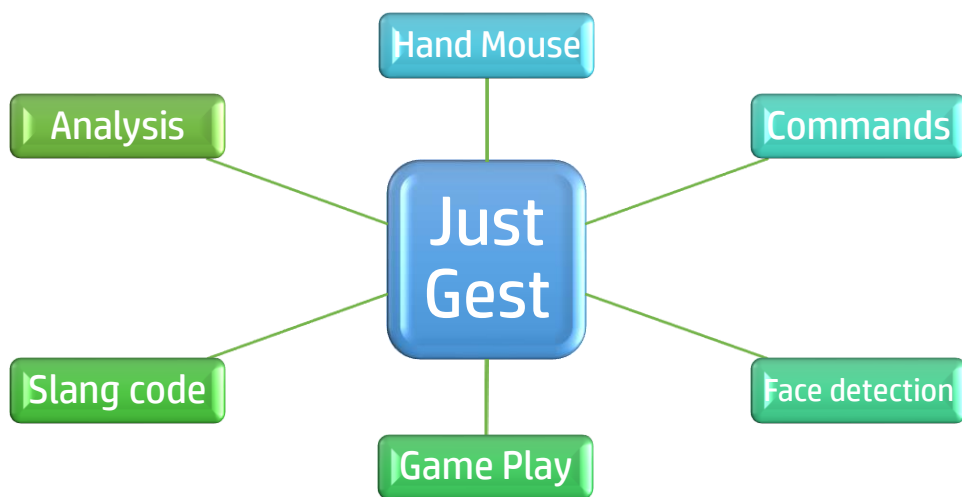 Hand Mouse
Analysis
Commands
Just
Gest
Slang code
Face detection
Game Play